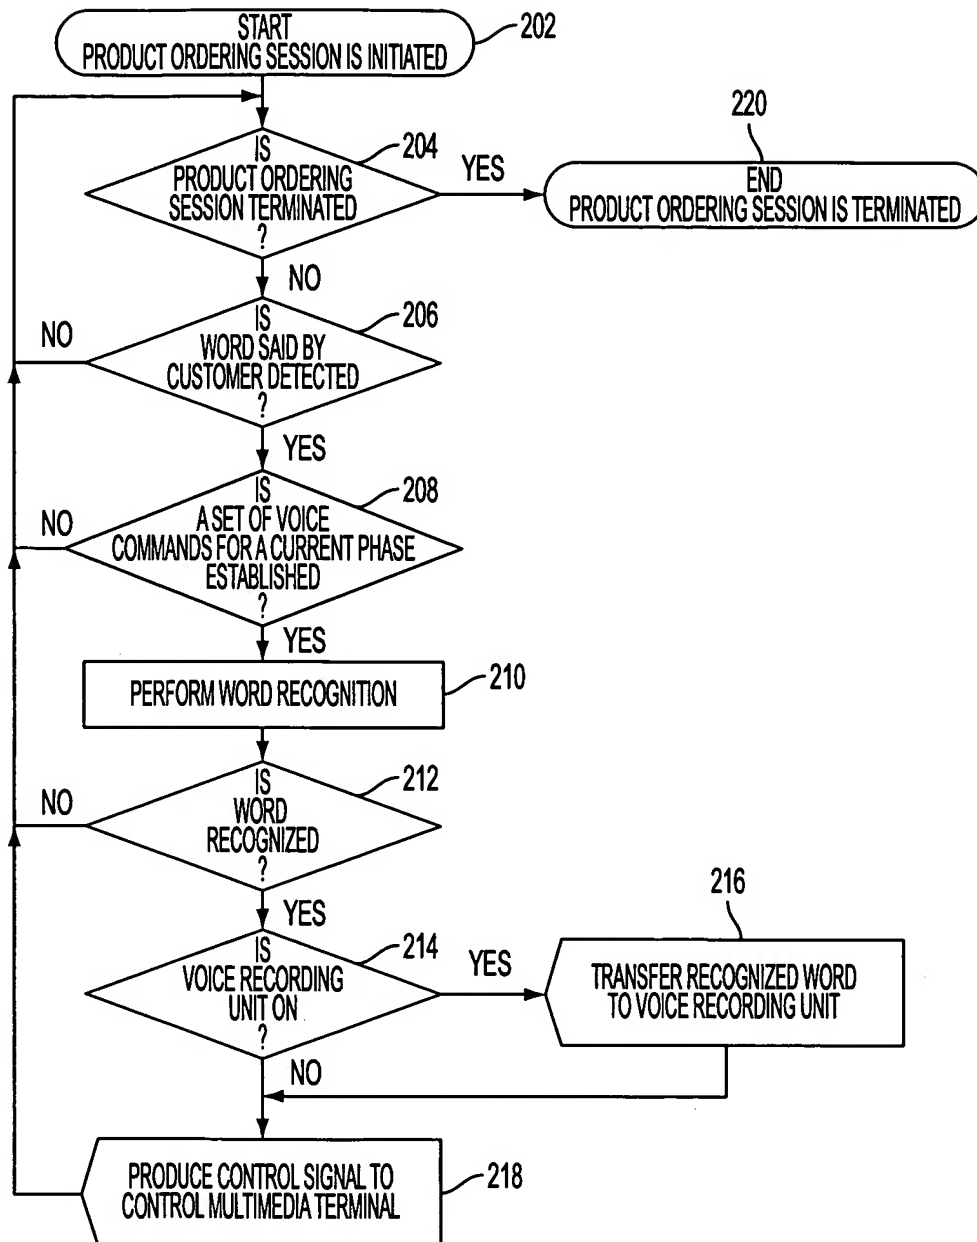 START
PRODUCT ORDERING SESSION IS INITIATED
202
IS
PRODUCT ORDERING
SESSION TERMINATED
?
204
YES
220
END
PRODUCT ORDERING SESSION IS TERMINATED
NO
IS
WORD SAID BY
CUSTOMER DETECTED
?
206
NO
YES
IS
A SET OF VOICE
COMMANDS FOR A CURRENT PHASE
ESTABLISHED
?
208
NO
YES
PERFORM WORD RECOGNITION
210
IS
WORD
RECOGNIZED
?
212
NO
YES
IS
VOICE RECORDING
UNIT ON
?
214
YES
216
TRANSFER RECOGNIZED WORD
TO VOICE RECORDING UNIT
NO
PRODUCE CONTROL SIGNAL TO
CONTROL MULTIMEDIA TERMINAL
218